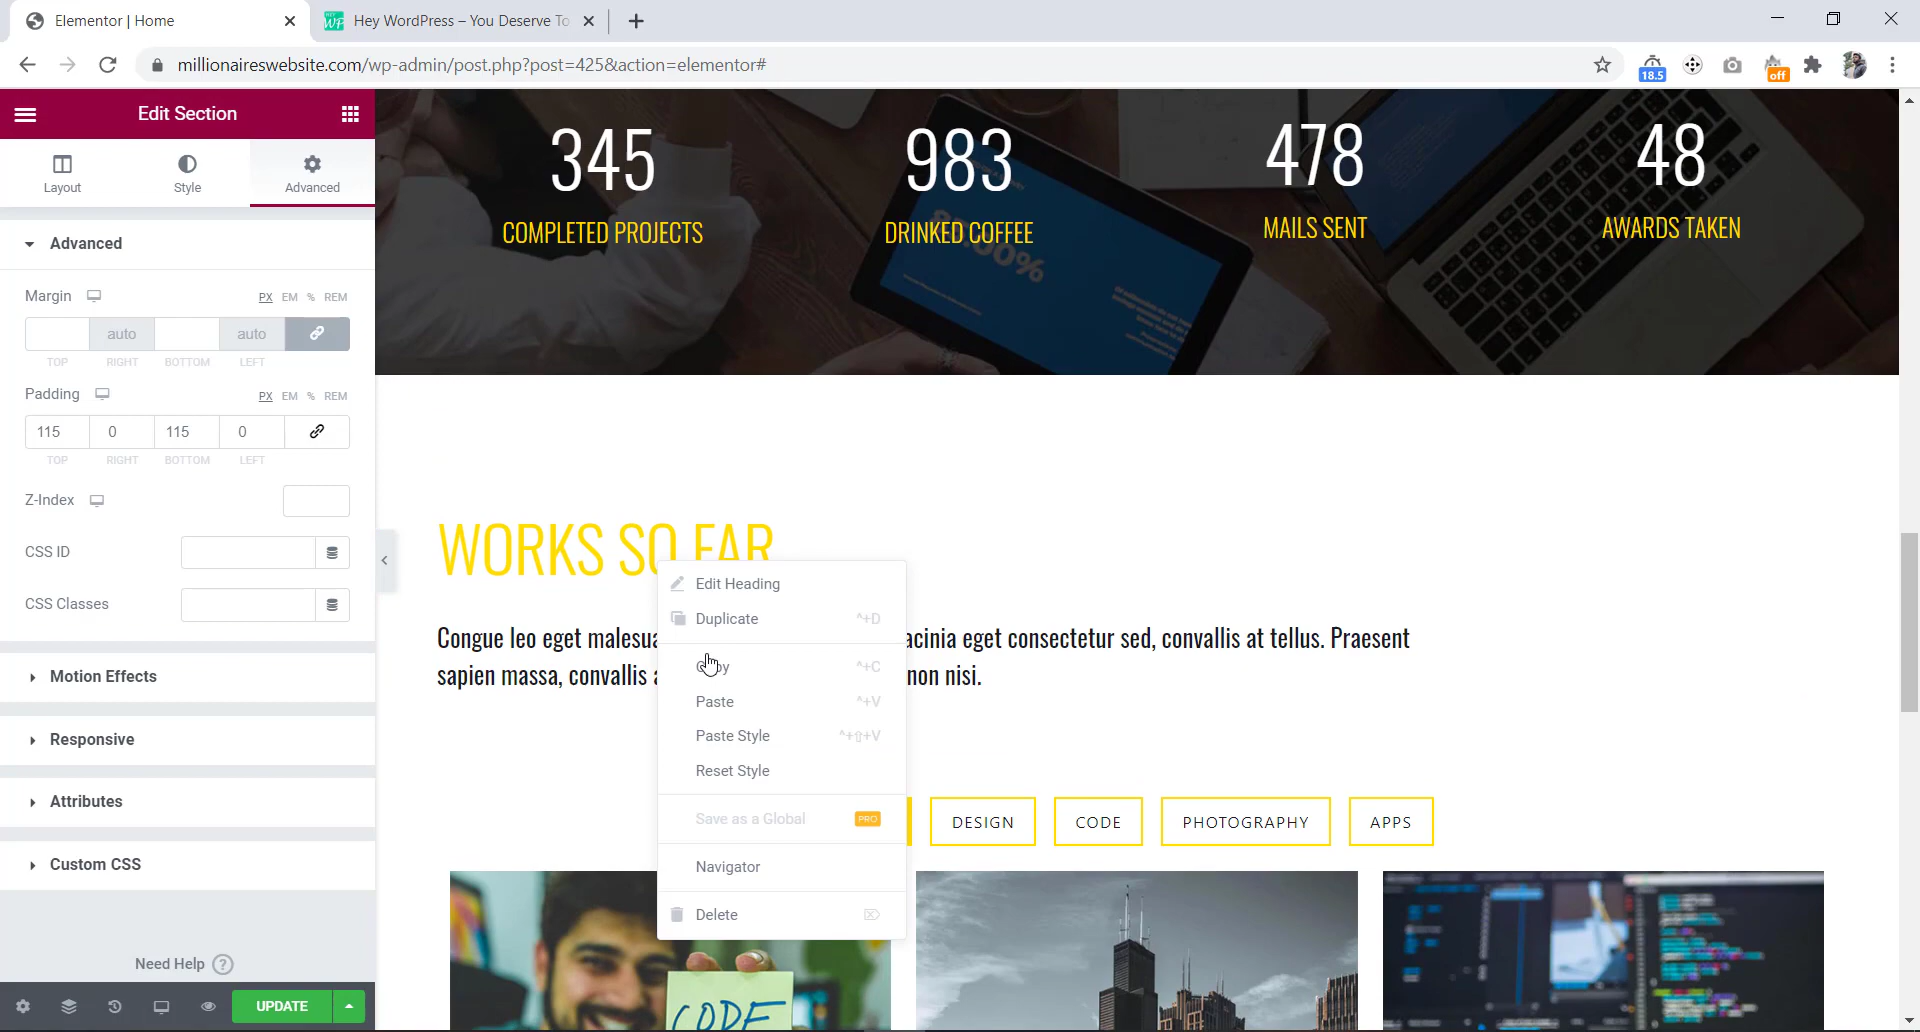 Elementor | Home
Hey WordPress – You Deserve To
millionaireswebsite.com/wp-admin/post.php?post=425&action=elementor#
18.5
off
Edit Section
Layout
Style
Advanced
Advanced
Margin
PX EM % REM
auto
auto
TOP RIGHT BOTTOM LEFT
Padding
PX EM % REM
115 0 115 0
TOP RIGHT BOTTOM LEFT
Z-Index
CSS ID
CSS Classes
Motion Effects
Responsive
Attributes
Custom CSS
Need Help ?
UPDATE
345 983 478 48
COMPLETED PROJECTS DRINKED COFFEE MAILS SENT AWARDS TAKEN
WORKS SO FAR
Congue leo eget malesua acinia eget consectetur sed, convallis at tellus. Praesent
sapien massa, convallis a non nisi.
Edit Heading
Duplicate ^+D
Copy ^+C
Paste ^+V
Paste Style ^+⇧+V
Reset Style
Save as a Global PRO
Navigator
Delete
DESIGN CODE PHOTOGRAPHY APPS
CODE